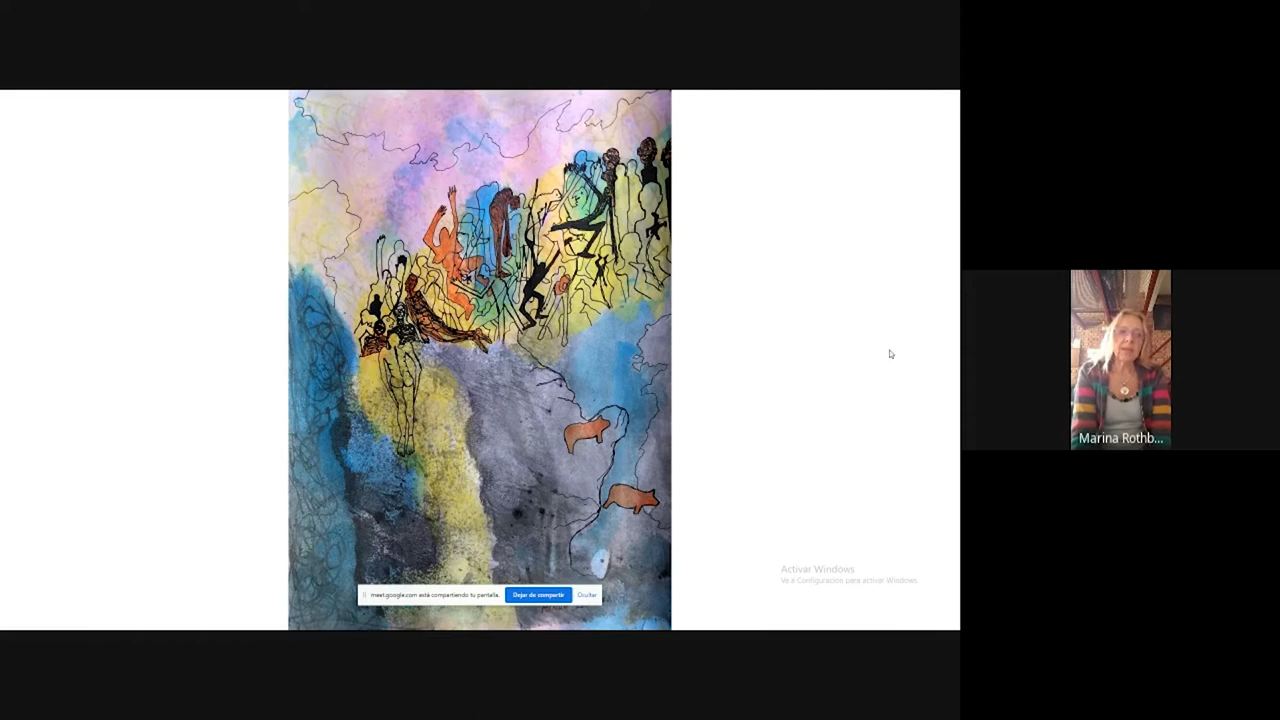 Activar Windows
Ve a Configuración para activar Windows.
meet.google.com está compartiendo tu pantalla.
Dejar de compartir
Ocultar
Marina Rothb...